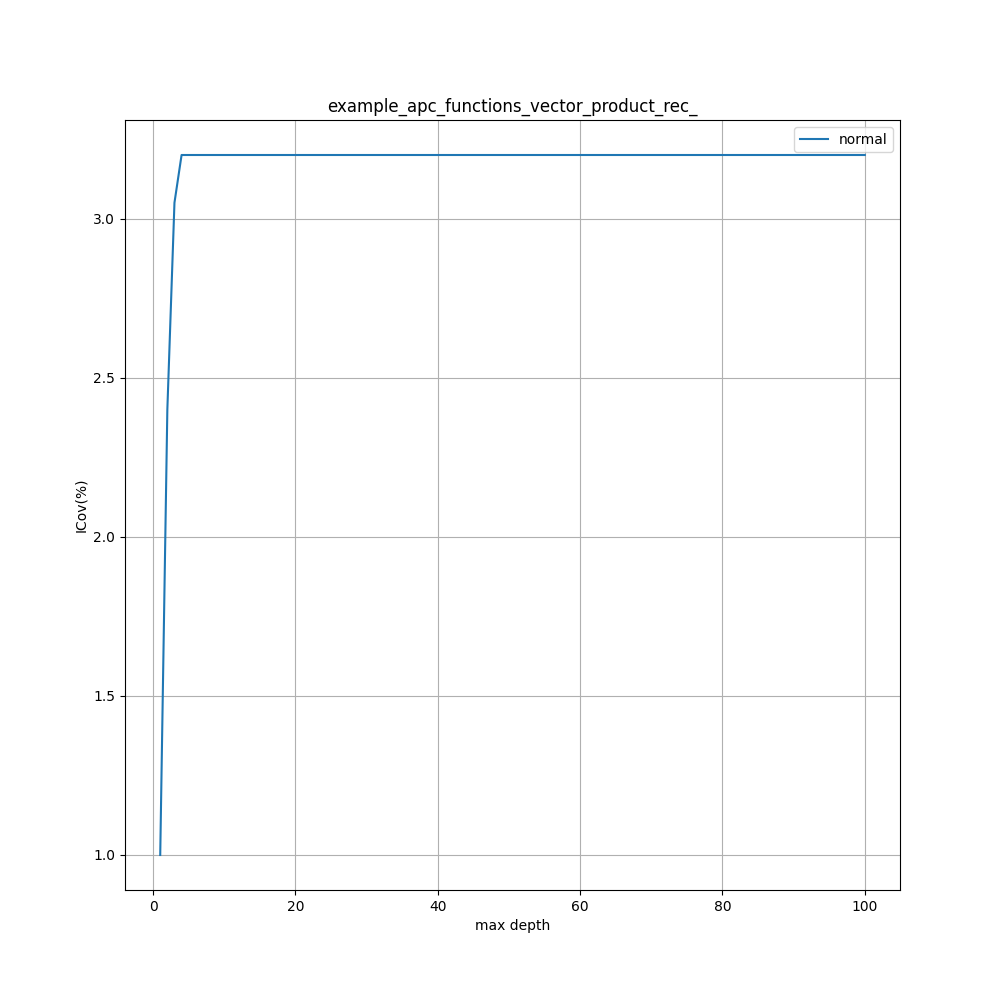 example_apc_functions_vector_product_rec_
normal
3.0
2.5
2.0
1.5
1.0
ICov(%)
0 20 40 60 80 100
max depth